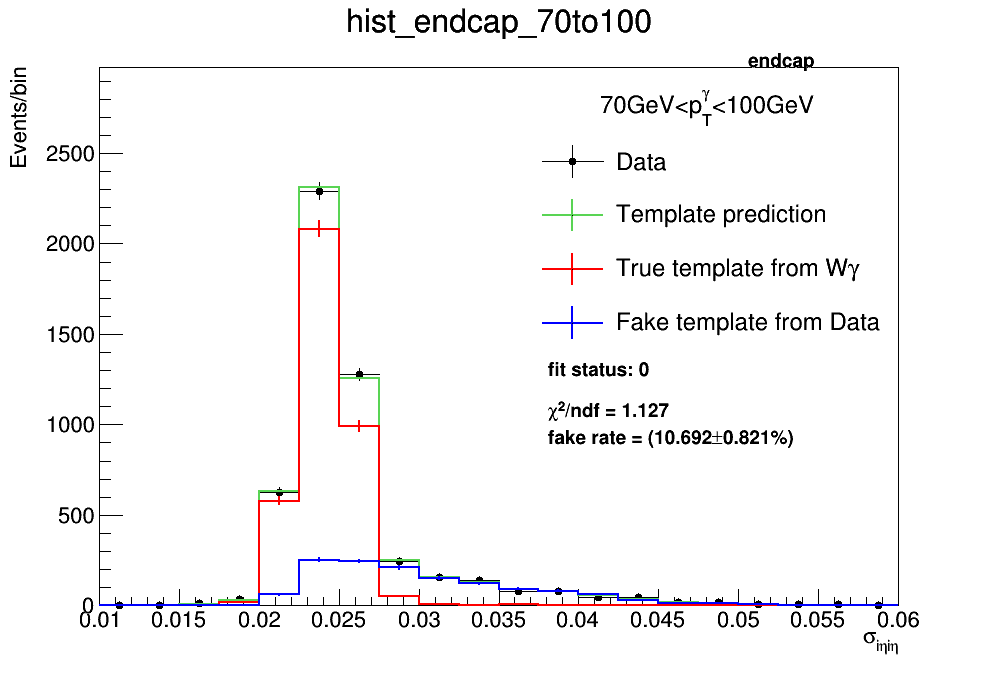 hist_endcap_70to100
Events/bin
endcap
70GeV<p_T^γ<100GeV
Data
Template prediction
True template from Wγ
Fake template from Data
fit status: 0
χ²/ndf = 1.127
fake rate = (10.692±0.821%)
2500
2000
1500
1000
500
0
0.01 0.015 0.02 0.025 0.03 0.035 0.04 0.045 0.05 0.055 0.06
σ_iηiη